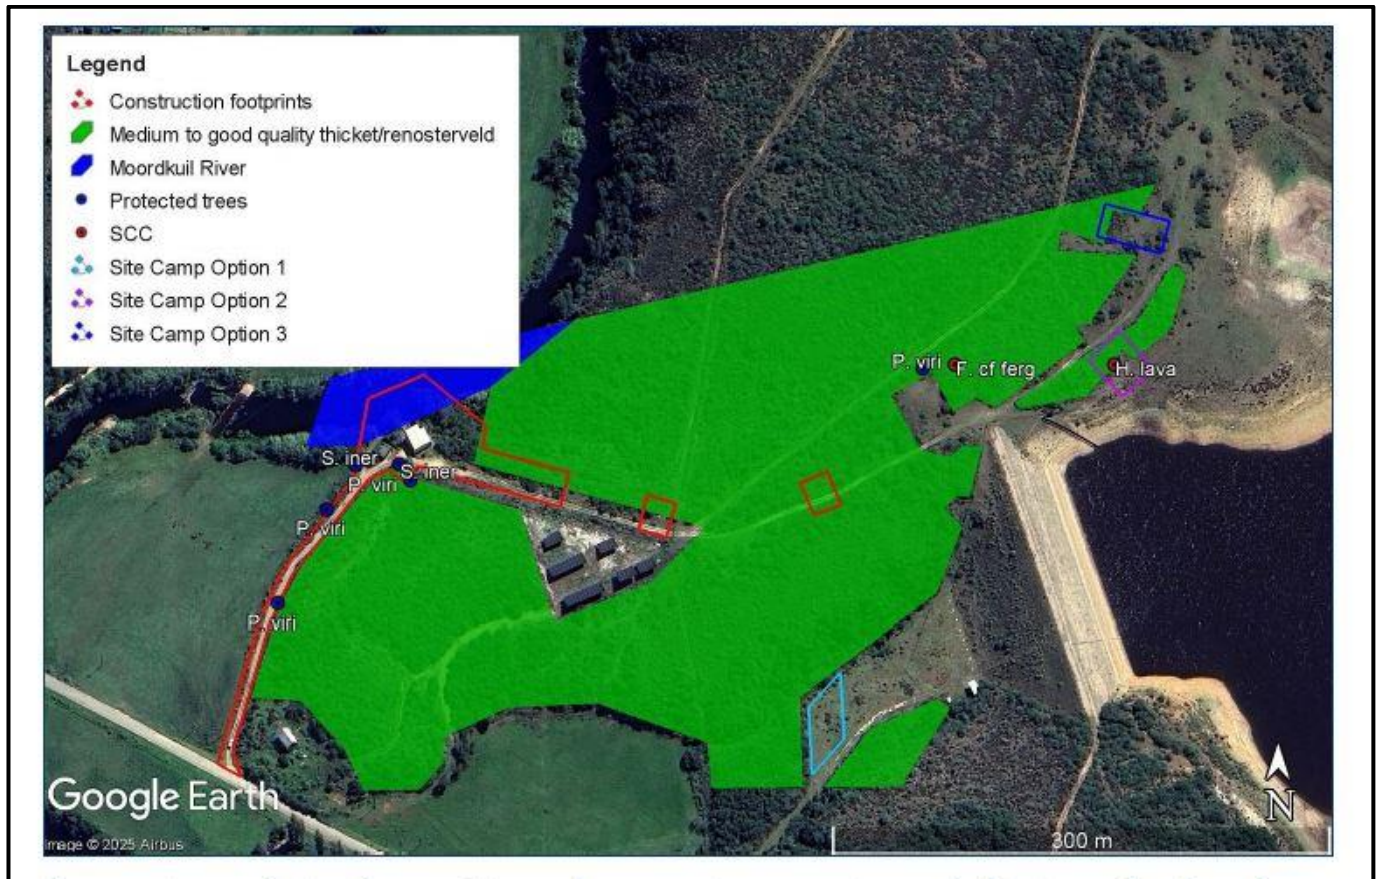 Legend
Construction footprints
Medium to good quality thicket/renosterveld
Moordkuil River
Protected trees
SCC
Site Camp Option 1
Site Camp Option 2
Site Camp Option 3
P. viri
F. cf ferg
H. lava
S. iner
S. iner
P. viri
P. viri
P. viri
Google Earth
N
300 m
Image © 2025 Airbus